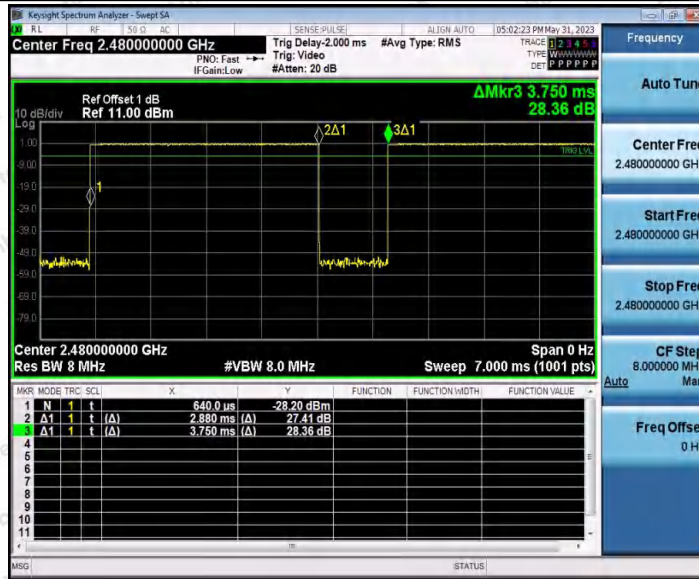 Keysight Spectrum Analyzer - Swept SA
RL RF 50 Ω AC SENSE:PULSE ALIGN AUTO 05:02:23 PM May 31, 2023
Center Freq 2.480000000 GHz
PNO: Fast
IFGain:Low
Trig Delay-2.000 ms
Trig: Video
#Atten: 20 dB
#Avg Type: RMS
TRACE 1 2 3 4 5 6
TYPE WWWWWW
DET P P P P P P
ΔMkr3 3.750 ms
28.36 dB
Ref Offset 1 dB
10 dB/div Ref 11.00 dBm
Log
1.00
-9.00
-19.0
-29.0
-39.0
-49.0
-59.0
-69.0
-79.0
1
2Δ1
3Δ1
TRIG LVL
Center 2.480000000 GHz Span 0 Hz
Res BW 8 MHz #VBW 8.0 MHz Sweep 7.000 ms (1001 pts)
MKR MODE TRC SCL X Y FUNCTION FUNCTION WIDTH FUNCTION VALUE
1 N 1 t 640.0 µs -28.20 dBm
2 Δ1 1 t (Δ) 2.880 ms (Δ) 27.41 dB
3 Δ1 1 t (Δ) 3.750 ms (Δ) 28.36 dB
4
5
6
7
8
9
10
11
MSG STATUS
Frequency
Auto Tun
Center Fre
2.480000000 GH
Start Fre
2.480000000 GH
Stop Fre
2.480000000 GH
CF Step
8.000000 MH
Auto Ma
Freq Offse
0 H